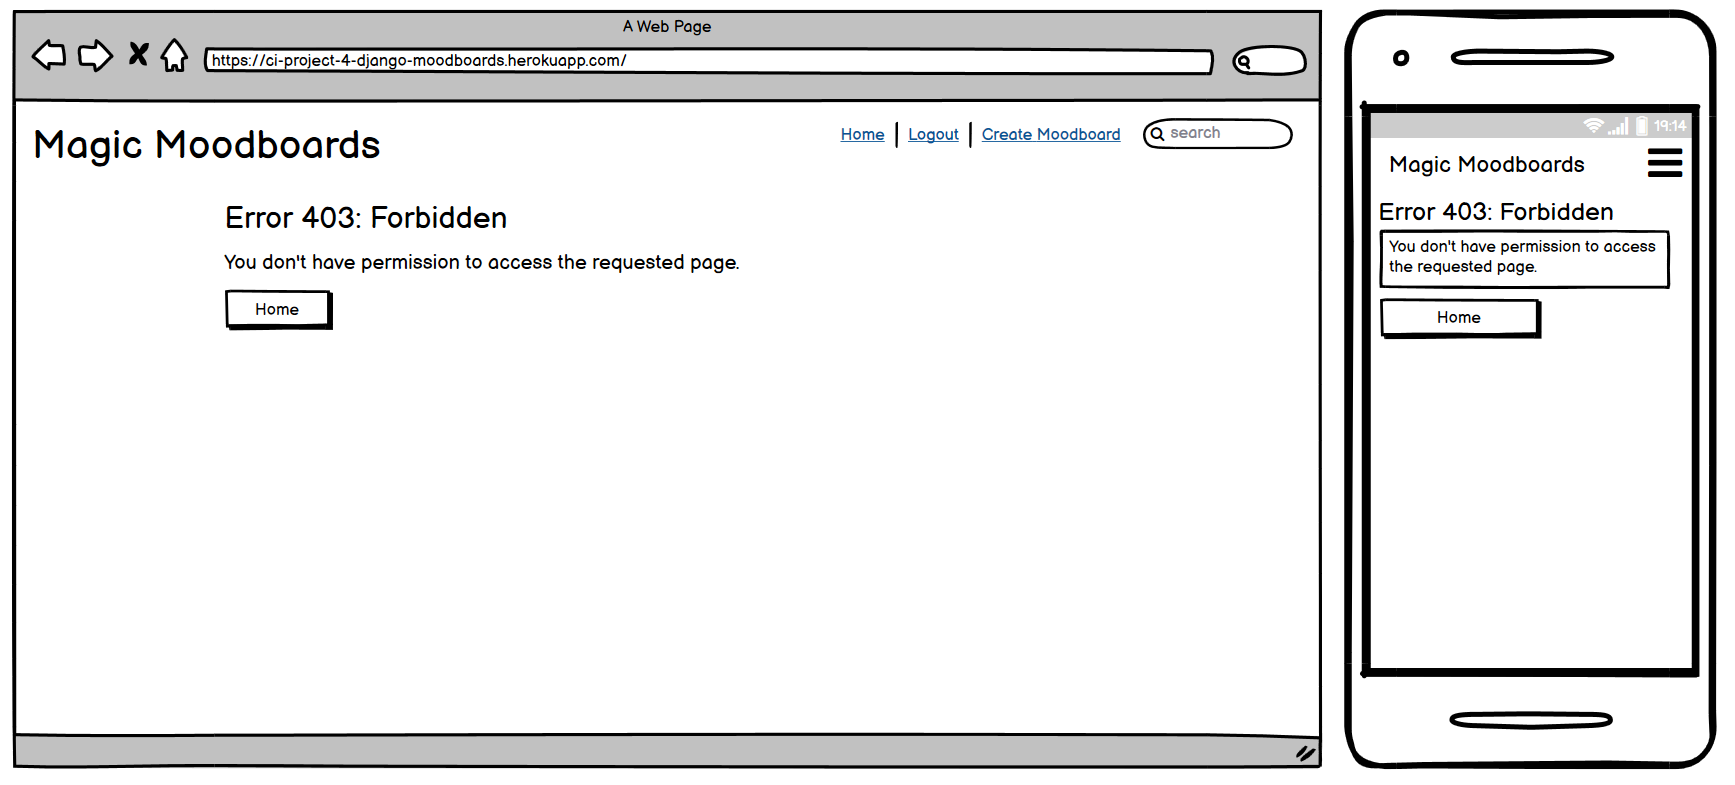 A Web Page
https://ci-project-4-django-moodboards.herokuapp.com/
Magic Moodboards
Home | Logout | Create Moodboard
search
Error 403: Forbidden
You don't have permission to access the requested page.
Home
19:14
Magic Moodboards
Error 403: Forbidden
You don't have permission to access
the requested page.
Home